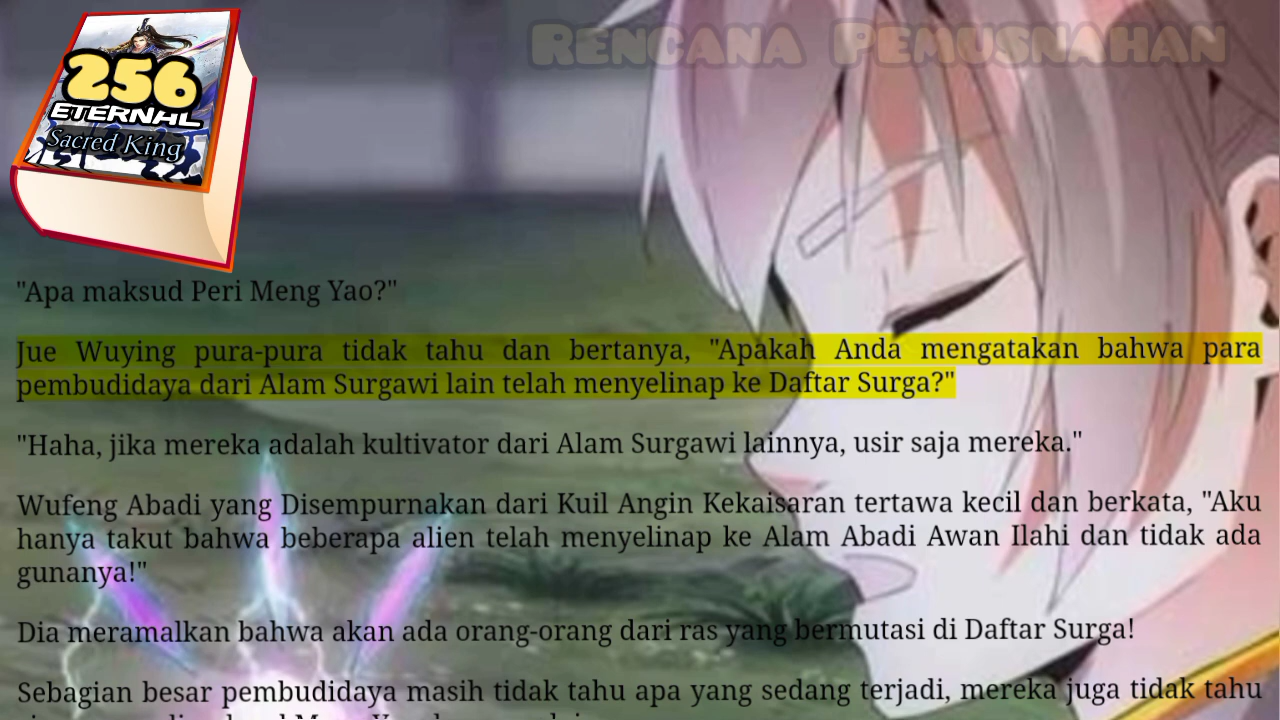 RENCANA PEMUSNAHAN
256
ETERNAL
Sacred King
"Apa maksud Peri Meng Yao?"
Jue Wuying pura-pura tidak tahu dan bertanya, "Apakah Anda mengatakan bahwa para
pembudidaya dari Alam Surgawi lain telah menyelinap ke Daftar Surga?"
"Haha, jika mereka adalah kultivator dari Alam Surgawi lainnya, usir saja mereka."
Wufeng Abadi yang Disempurnakan dari Kuil Angin Kekaisaran tertawa kecil dan berkata, "Aku
hanya takut bahwa beberapa alien telah menyelinap ke Alam Abadi Awan Ilahi dan tidak ada
gunanya!"
Dia meramalkan bahwa akan ada orang-orang dari ras yang bermutasi di Daftar Surga!
Sebagian besar pembudidaya masih tidak tahu apa yang sedang terjadi, mereka juga tidak tahu